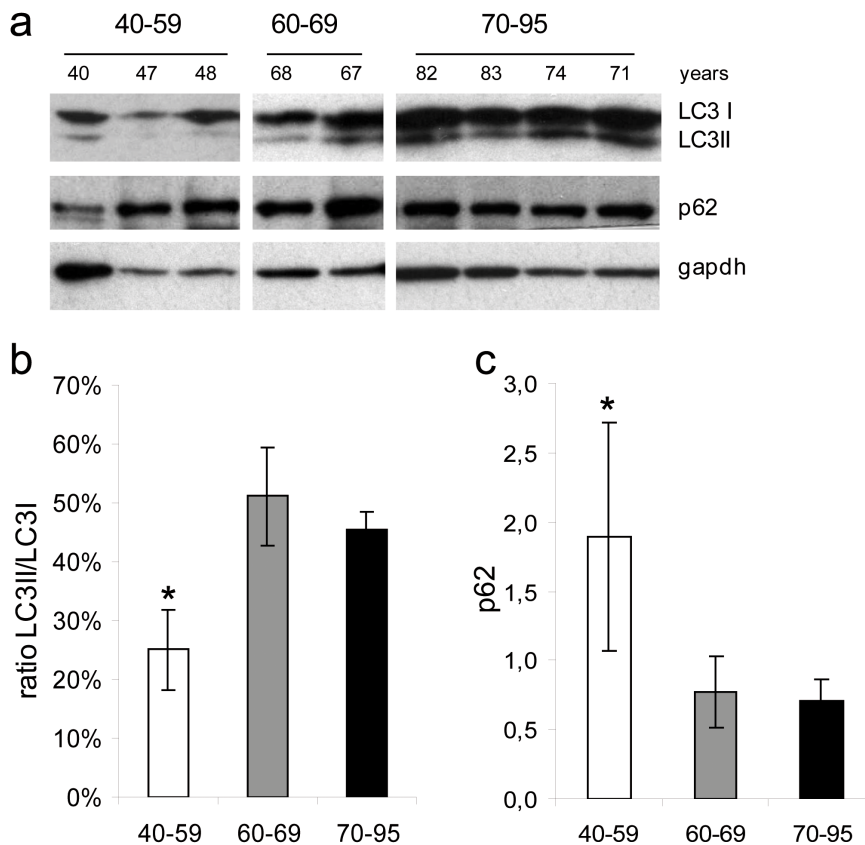 a
40-59 60-69 70-95
40 47 48 68 67 82 83 74 71 years
LC3 I
LC3II
p62
gapdh
b
70%
60%
50%
40%
30%
20%
10%
0%
ratio LC3II/LC3I
*
40-59 60-69 70-95
c
3,0
2,5
2,0
1,5
1,0
0,5
0,0
p62
*
40-59 60-69 70-95